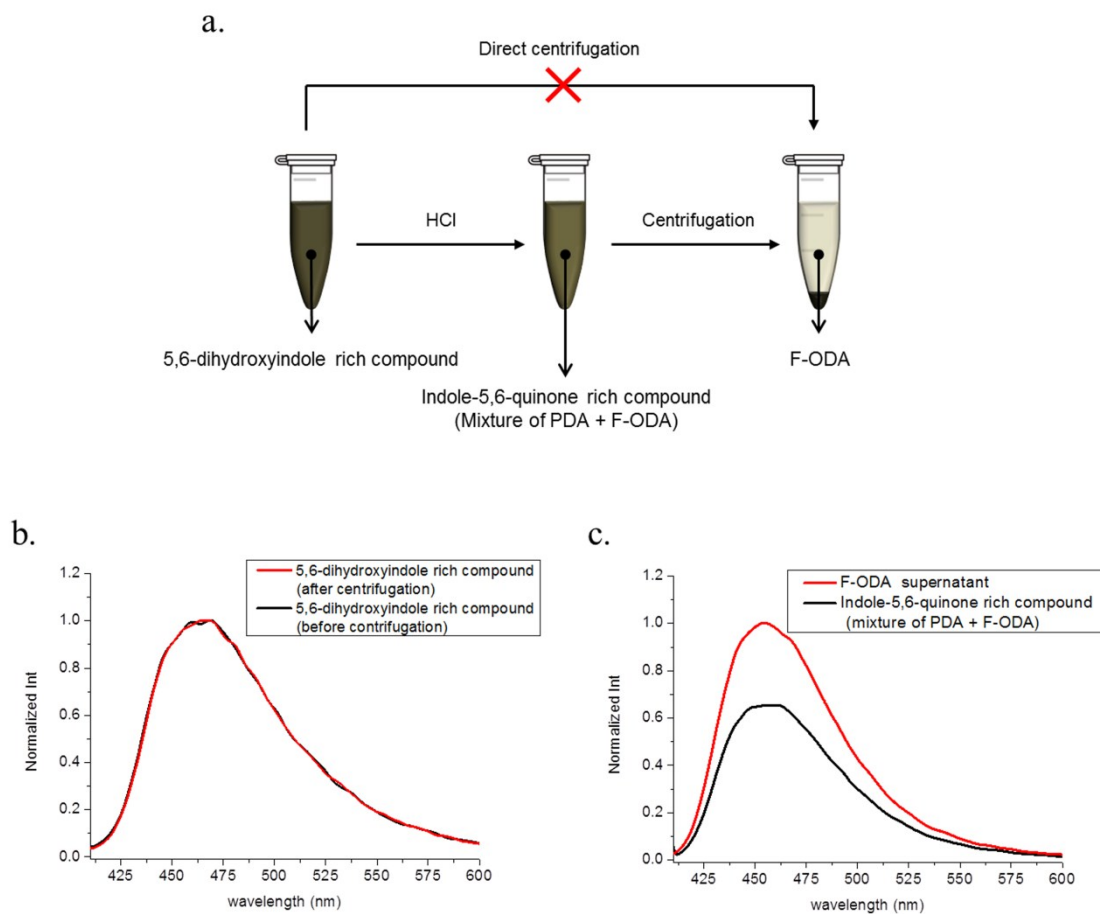 a.
Direct centrifugation
HCl
Centrifugation
5,6-dihydroxyindole rich compound
F-ODA
Indole-5,6-quinone rich compound
(Mixture of PDA + F-ODA)
b.
5,6-dihydroxyindole rich compound
(after centrifugation)
5,6-dihydroxyindole rich compound
(before contrifugation)
Normalized Int
1.2
1.0
0.8
0.6
0.4
0.2
0.0
425 450 475 500 525 550 575 600
wavelength (nm)
c.
F-ODA supernatant
Indole-5,6-quinone rich compound
(mixture of PDA + F-ODA)
Normalized Int
1.2
1.0
0.8
0.6
0.4
0.2
0.0
425 450 475 500 525 550 575 600
wavelength (nm)